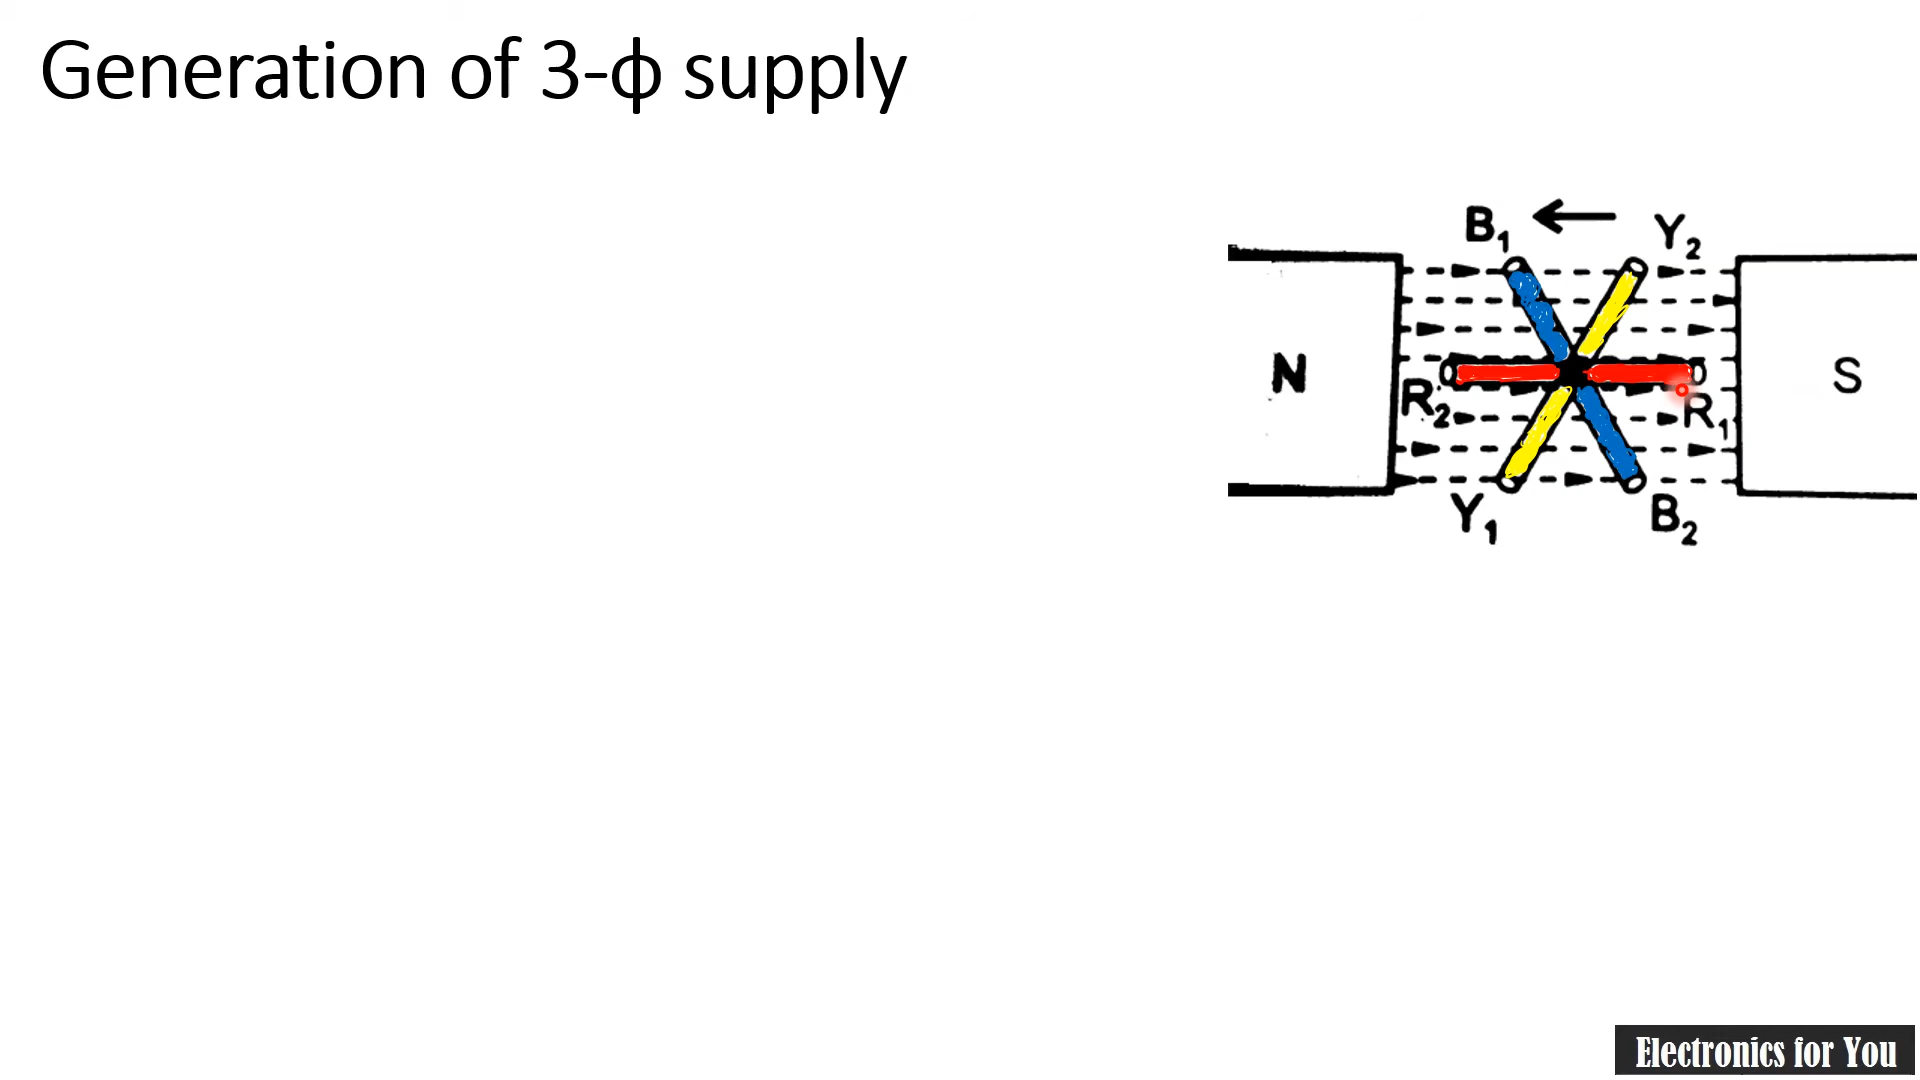 Generation of 3-ф supply
B₁ Y₂
N S
R₂ R₁
Y₁ B₂
Electronics for You